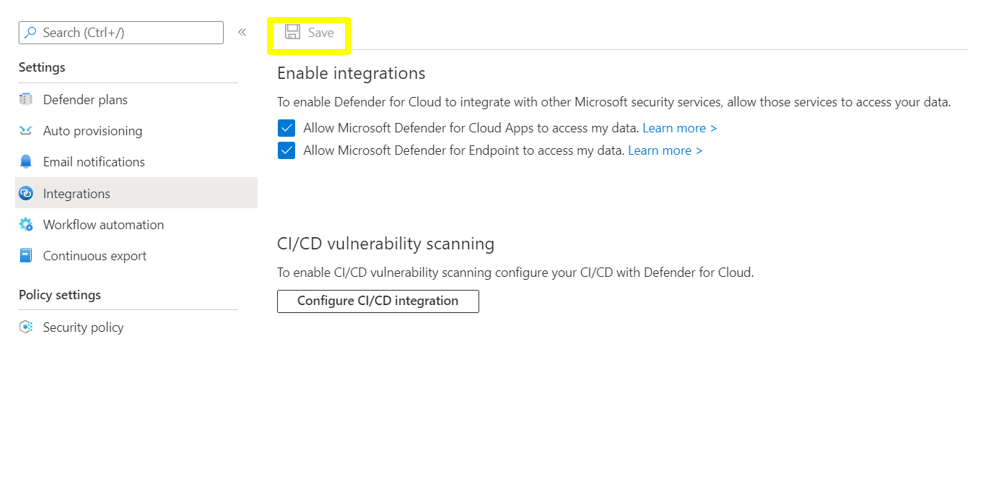 Search (Ctrl+/)
«
Save
Settings
Defender plans
Auto provisioning
Email notifications
Integrations
Workflow automation
Continuous export
Policy settings
Security policy
Enable integrations
To enable Defender for Cloud to integrate with other Microsoft security services, allow those services to access your data.
Allow Microsoft Defender for Cloud Apps to access my data. Learn more >
Allow Microsoft Defender for Endpoint to access my data. Learn more >
CI/CD vulnerability scanning
To enable CI/CD vulnerability scanning configure your CI/CD with Defender for Cloud.
Configure CI/CD integration